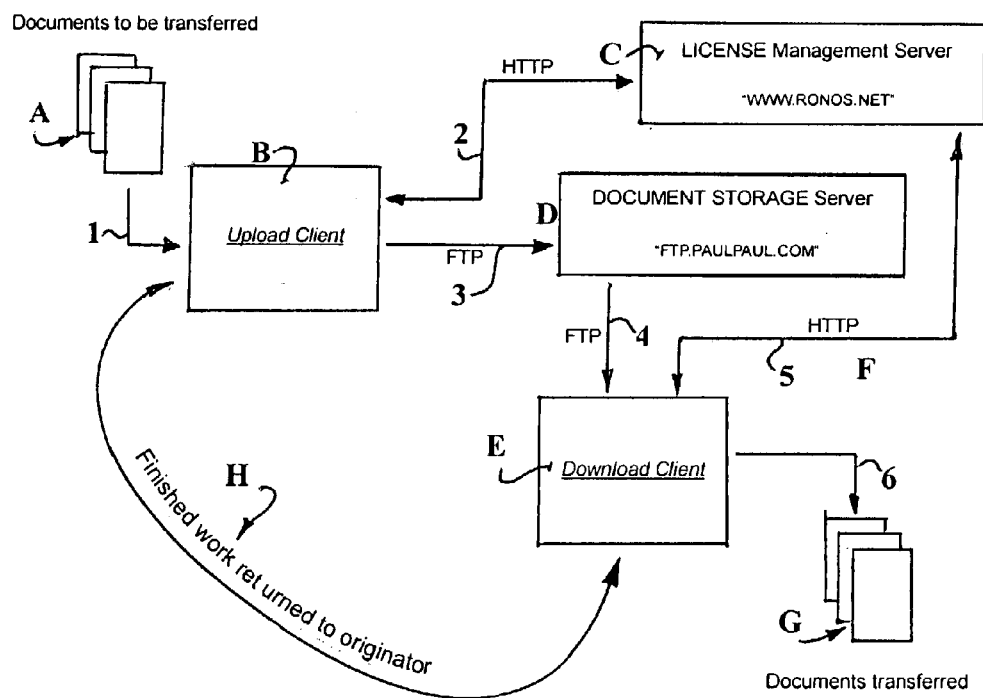 Documents to be transferred
A
1
B
Upload Client
2
HTTP
C
LICENSE Management Server
"WWW.RONOS.NET"
D
DOCUMENT STORAGE Server
"FTP.PAULPAUL.COM"
FTP
3
FTP
4
HTTP
5
F
E
Download Client
6
H
Finished work ret urned to originator
G
Documents transferred